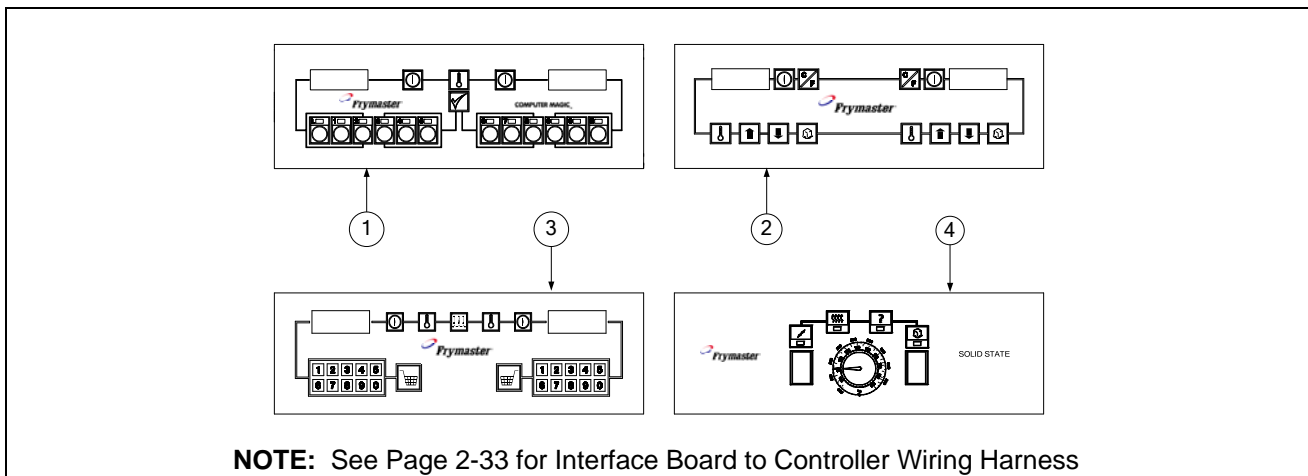 Frymaster
COMPUTER MAGIC
C/F
C/F
Frymaster
1
2
3
4
Frymaster
1 2 3 4 5
6 7 8 9 0
1 2 3 4 5
6 7 8 9 0
Frymaster
?
SOLID STATE
NOTE: See Page 2-33 for Interface Board to Controller Wiring Harness